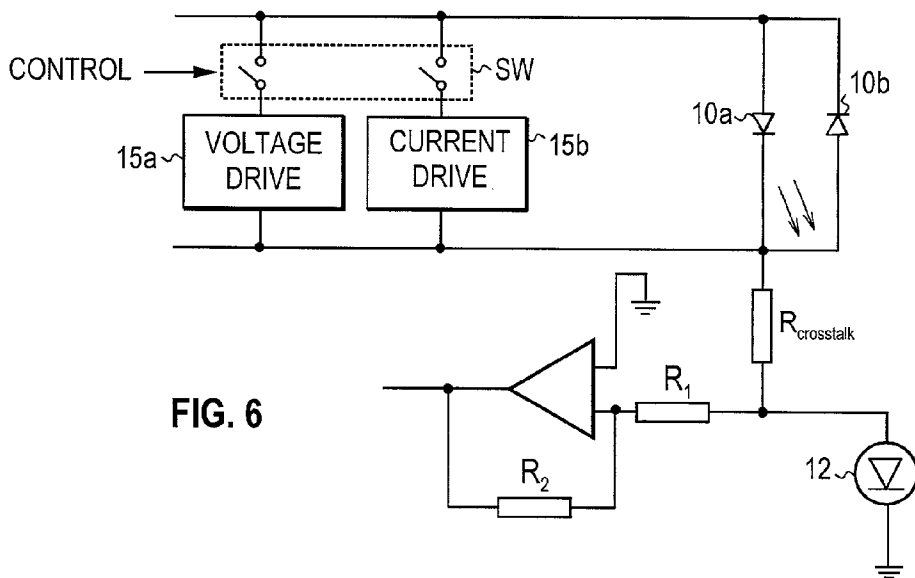 CONTROL
SW
15a
VOLTAGE
DRIVE
CURRENT
DRIVE
15b
10a
10b
Rcrosstalk
R1
R2
12
FIG. 6